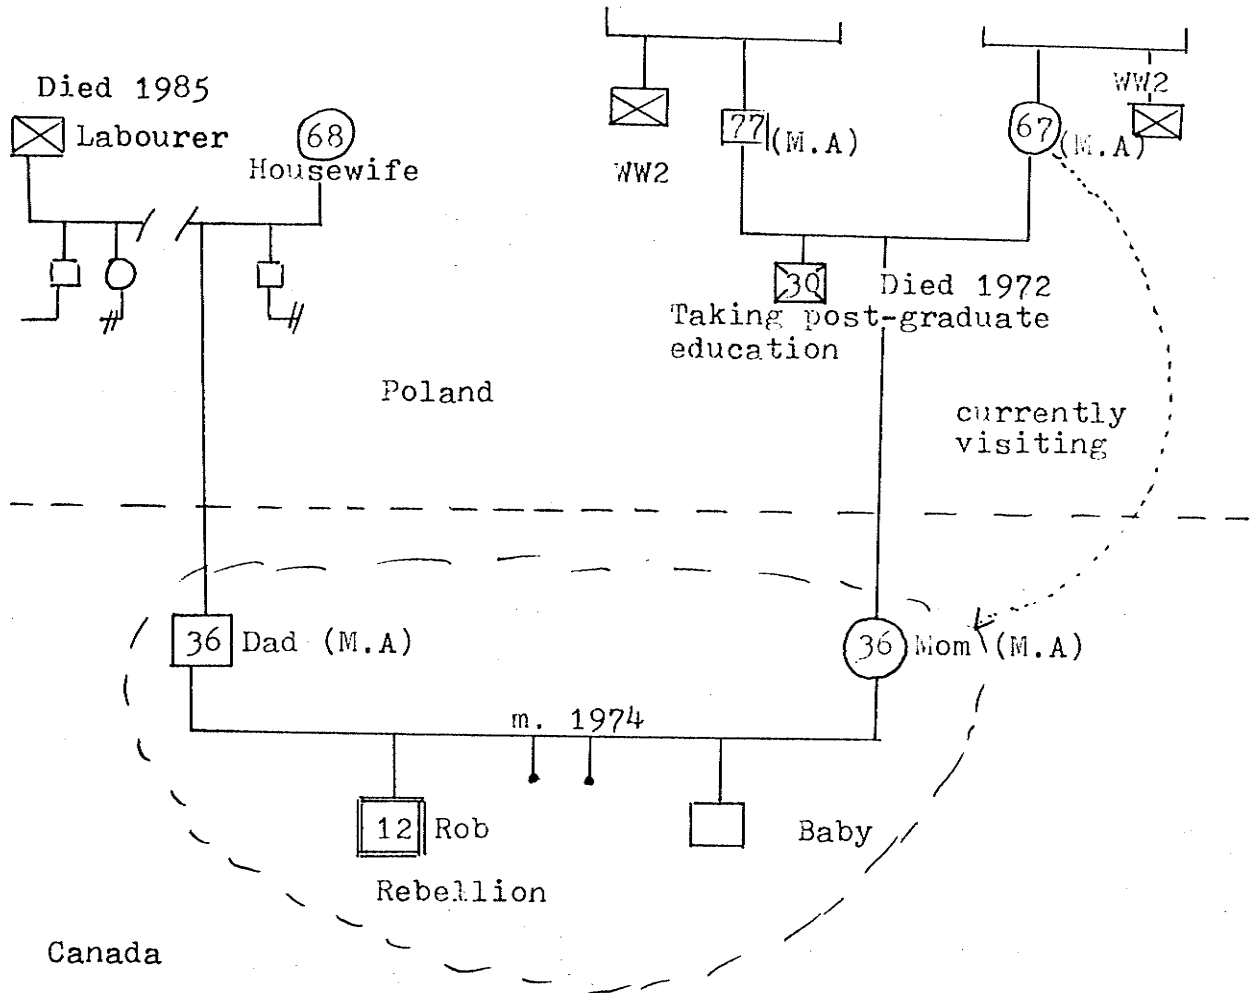 Died 1985
Labourer
68
Housewife
WW2
77 (M.A)
67 (M.A)
WW2
30 Died 1972
Taking post-graduate
education
Poland
currently
visiting
36 Dad (M.A)
36 Mom (M.A)
m. 1974
12 Rob
Baby
Rebellion
Canada